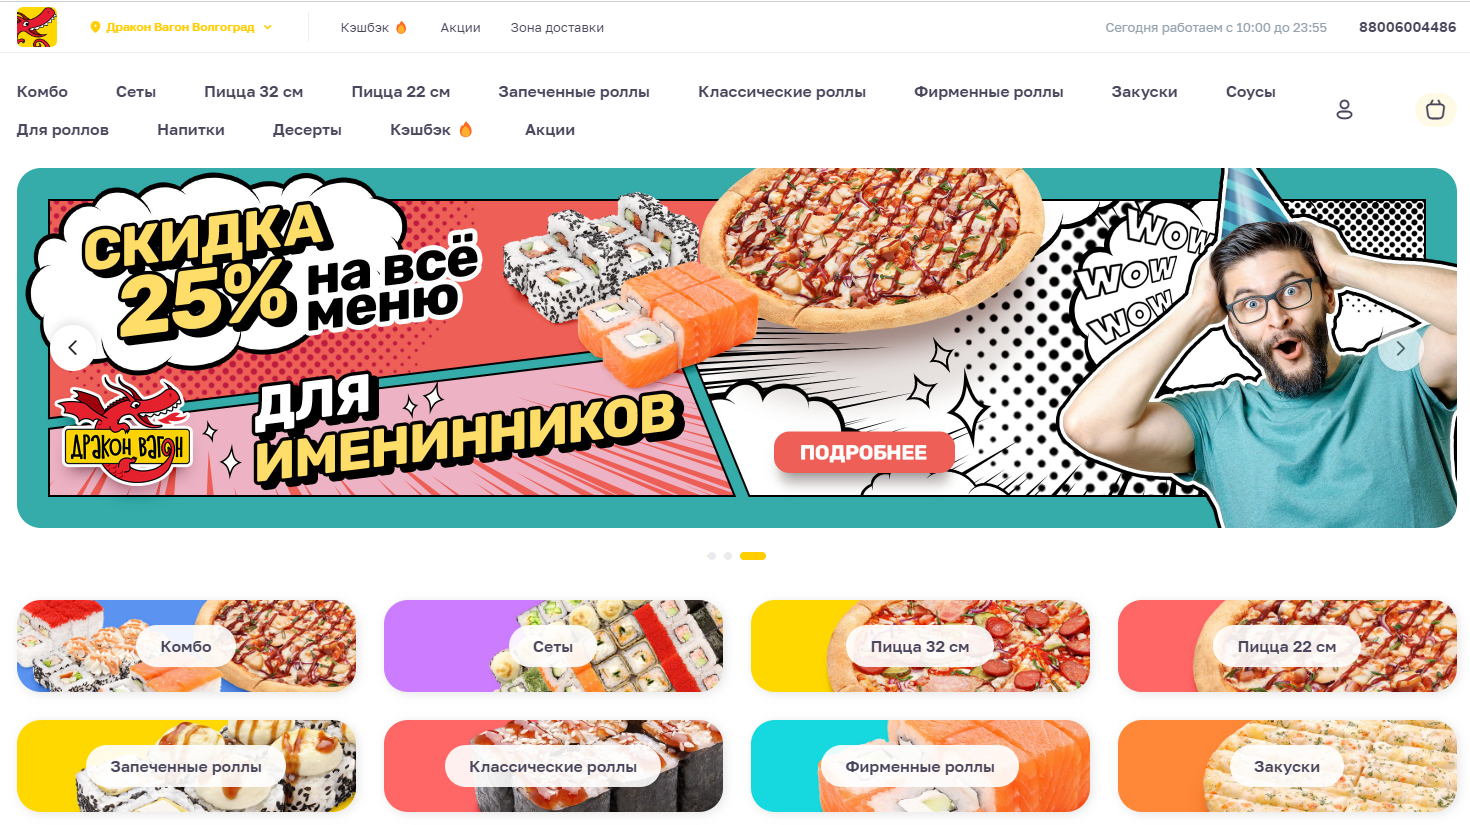 Дракон Вагон Волгоград
Кэшбэк
Акции
Зона доставки
Сегодня работаем с 10:00 до 23:55
88006004486
Комбо
Сеты
Пицца 32 см
Пицца 22 см
Запеченные роллы
Классические роллы
Фирменные роллы
Закуски
Соусы
Для роллов
Напитки
Десерты
Кэшбэк
Акции
СКИДКА
25% на всё
меню
для
ИМЕНИННИКОВ
ДРАКОН ВАГОН
ПОДРОБНЕЕ
WOW
WOW
WOW
Комбо
Сеты
Пицца 32 см
Пицца 22 см
Запеченные роллы
Классические роллы
Фирменные роллы
Закуски